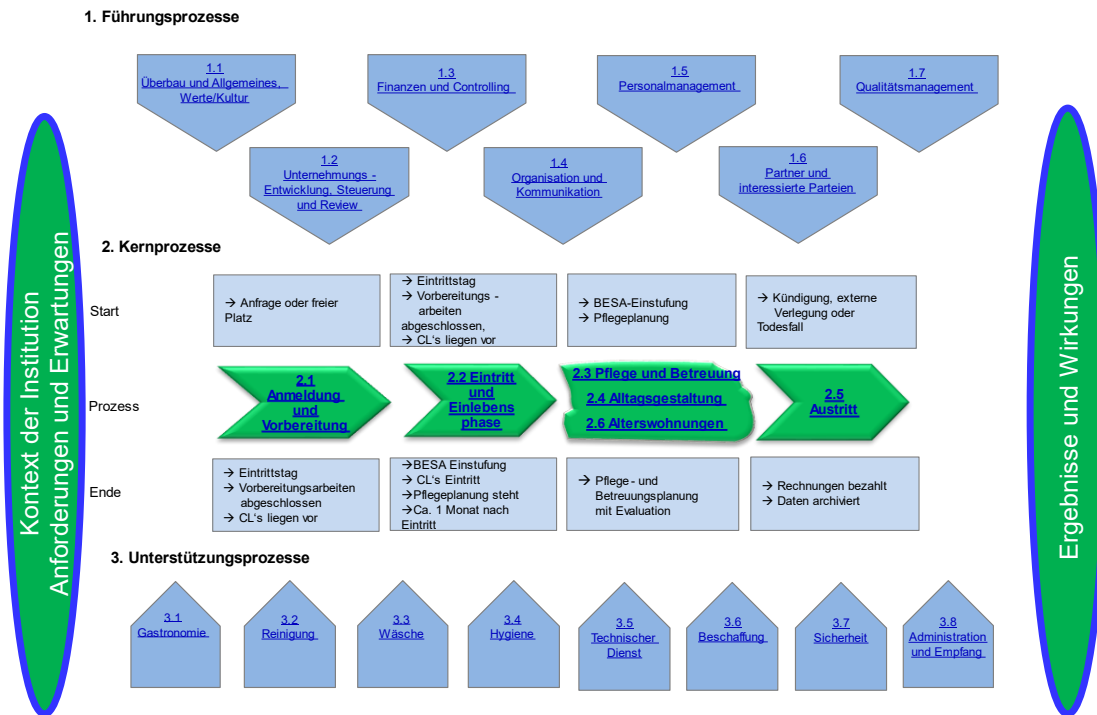 1. Führungsprozesse
1.1
Überbau und Allgemeines,
Werte/Kultur
1.3
Finanzen und Controlling
1.5
Personalmanagement
1.7
Qualitätsmanagement
1.2
Unternehmungs -
Entwicklung, Steuerung
und Review
1.4
Organisation und
Kommunikation
1.6
Partner und
interessierte Parteien
Kontext der Institution
Anforderungen und Erwartungen
Ergebnisse und Wirkungen
2. Kernprozesse
Start
→ Anfrage oder freier
Platz
→ Eintrittstag
→ Vorbereitungs -
arbeiten
abgeschlossen,
→ CL's liegen vor
→ BESA-Einstufung
→ Pflegeplanung
→ Kündigung, externe
Verlegung oder
Todesfall
Prozess
2.1
Anmeldung
und
Vorbereitung
2.2 Eintritt
und
Einlebens
phase
2.3 Pflege und Betreuung
2.4 Alltagsgestaltung
2.6 Alterswohnungen
2.5
Austritt
Ende
→ Eintrittstag
→ Vorbereitungsarbeiten
abgeschlossen
→ CL's liegen vor
→BESA Einstufung
→ CL's Eintritt
→Pflegeplanung steht
→Ca. 1 Monat nach
Eintritt
→ Pflege - und
Betreuungsplanung
mit Evaluation
→ Rechnungen bezahlt
→ Daten archiviert
3. Unterstützungsprozesse
3.1
Gastronomie
3.2
Reinigung
3.3
Wäsche
3.4
Hygiene
3.5
Technischer
Dienst
3.6
Beschaffung
3.7
Sicherheit
3.8
Administration
und Empfang